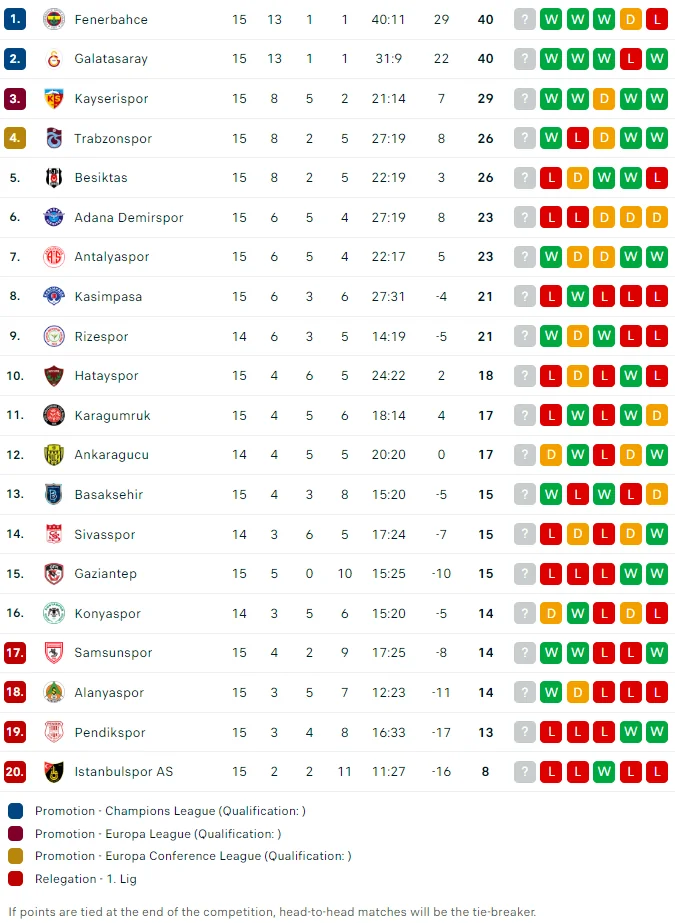 1. Fenerbahce 15 13 1 1 40:11 29 40 ? W W W D L
2. Galatasaray 15 13 1 1 31:9 22 40 ? W W W L W
3. Kayserispor 15 8 5 2 21:14 7 29 ? W W D W W
4. Trabzonspor 15 8 2 5 27:19 8 26 ? W L D W W
5. Besiktas 15 8 2 5 22:19 3 26 ? L D W W L
6. Adana Demirspor 15 6 5 4 27:19 8 23 ? L L D D D
7. Antalyaspor 15 6 5 4 22:17 5 23 ? W D D W W
8. Kasimpasa 15 6 3 6 27:31 -4 21 ? L W L L L
9. Rizespor 14 6 3 5 14:19 -5 21 ? W D W L L
10. Hatayspor 15 4 6 5 24:22 2 18 ? L D L W L
11. Karagumruk 15 4 5 6 18:14 4 17 ? L W L W D
12. Ankaragucu 14 4 5 5 20:20 0 17 ? D W L D W
13. Basaksehir 15 4 3 8 15:20 -5 15 ? W L W L D
14. Sivasspor 14 3 6 5 17:24 -7 15 ? L D L D W
15. Gaziantep 15 5 0 10 15:25 -10 15 ? L L L W W
16. Konyaspor 14 3 5 6 15:20 -5 14 ? D W L D L
17. Samsunspor 15 4 2 9 17:25 -8 14 ? W W L L W
18. Alanyaspor 15 3 5 7 12:23 -11 14 ? W D L L L
19. Pendikspor 15 3 4 8 16:33 -17 13 ? L L L W W
20. Istanbulspor AS 15 2 2 11 11:27 -16 8 ? L L W L L
Promotion - Champions League (Qualification: )
Promotion - Europa League (Qualification: )
Promotion - Europa Conference League (Qualification: )
Relegation - 1. Lig
If points are tied at the end of the competition, head-to-head matches will be the tie-breaker.